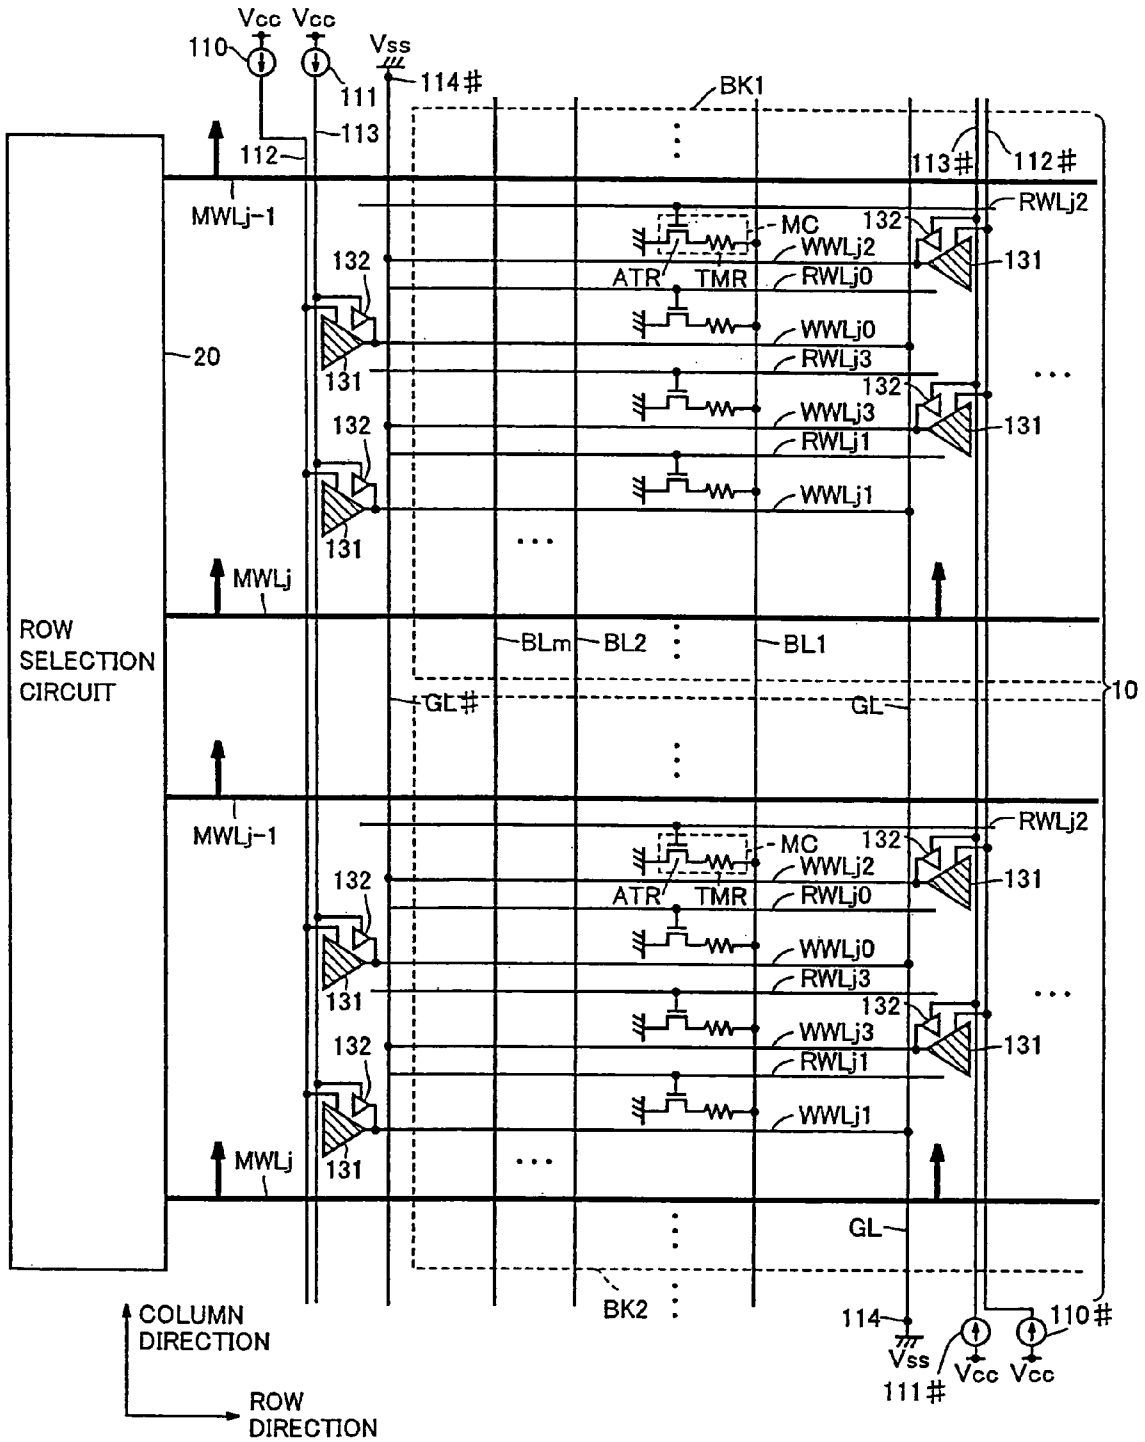 Vcc Vcc
110
Vss
111
114#
BK1
113
112
113# 112#
MWLj-1
RWLj2
MC
132
WWLj2
131
ATR TMR
RWLj0
132
20
WWLj0
131
RWLj3
132
...
132
WWLj3
131
RWLj1
WWLj1
131
...
MWLj
ROW
SELECTION
CIRCUIT
BLm BL2 BL1
10
GL# GL
MWLj-1
RWLj2
MC
132
WWLj2
131
ATR TMR
RWLj0
132
WWLj0
131
RWLj3
132
...
132
WWLj3
131
RWLj1
WWLj1
131
...
MWLj
GL
BK2
COLUMN
DIRECTION
114
110#
Vss
Vcc Vcc
111#
ROW
DIRECTION